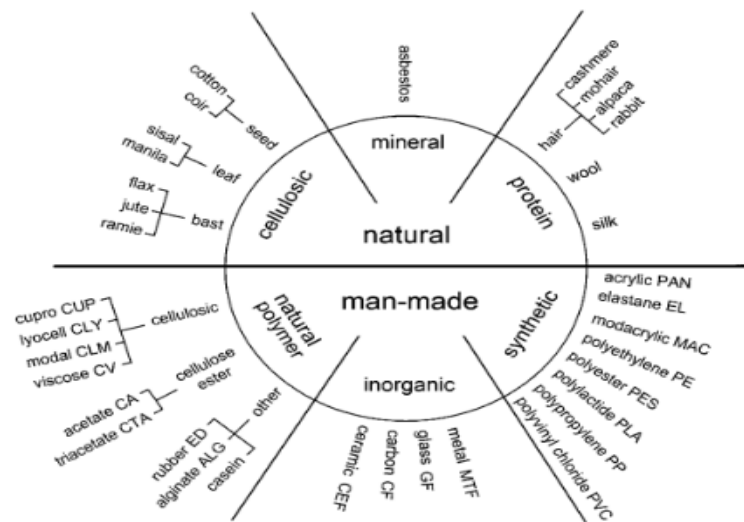 asbestos
mineral
cotton
coir
seed
sisal
manila
leaf
flax
jute
ramie
bast
cellulosic
cashmere
mohair
alpaca
rabbit
hair
wool
silk
protein
natural
man-made
cupro CUP
lyocell CLY
modal CLM
viscose CV
cellulosic
acetate CA
triacetate CTA
cellulose
ester
rubber ED
alginate ALG
casein
other
natural
polymer
inorganic
ceramic CEF
carbon CF
glass GF
metal MTF
synthetic
acrylic PAN
elastane EL
modacrylic MAC
polyethylene PE
polyester PES
polylactide PLA
polypropylene PP
polyvinyl chloride PVC